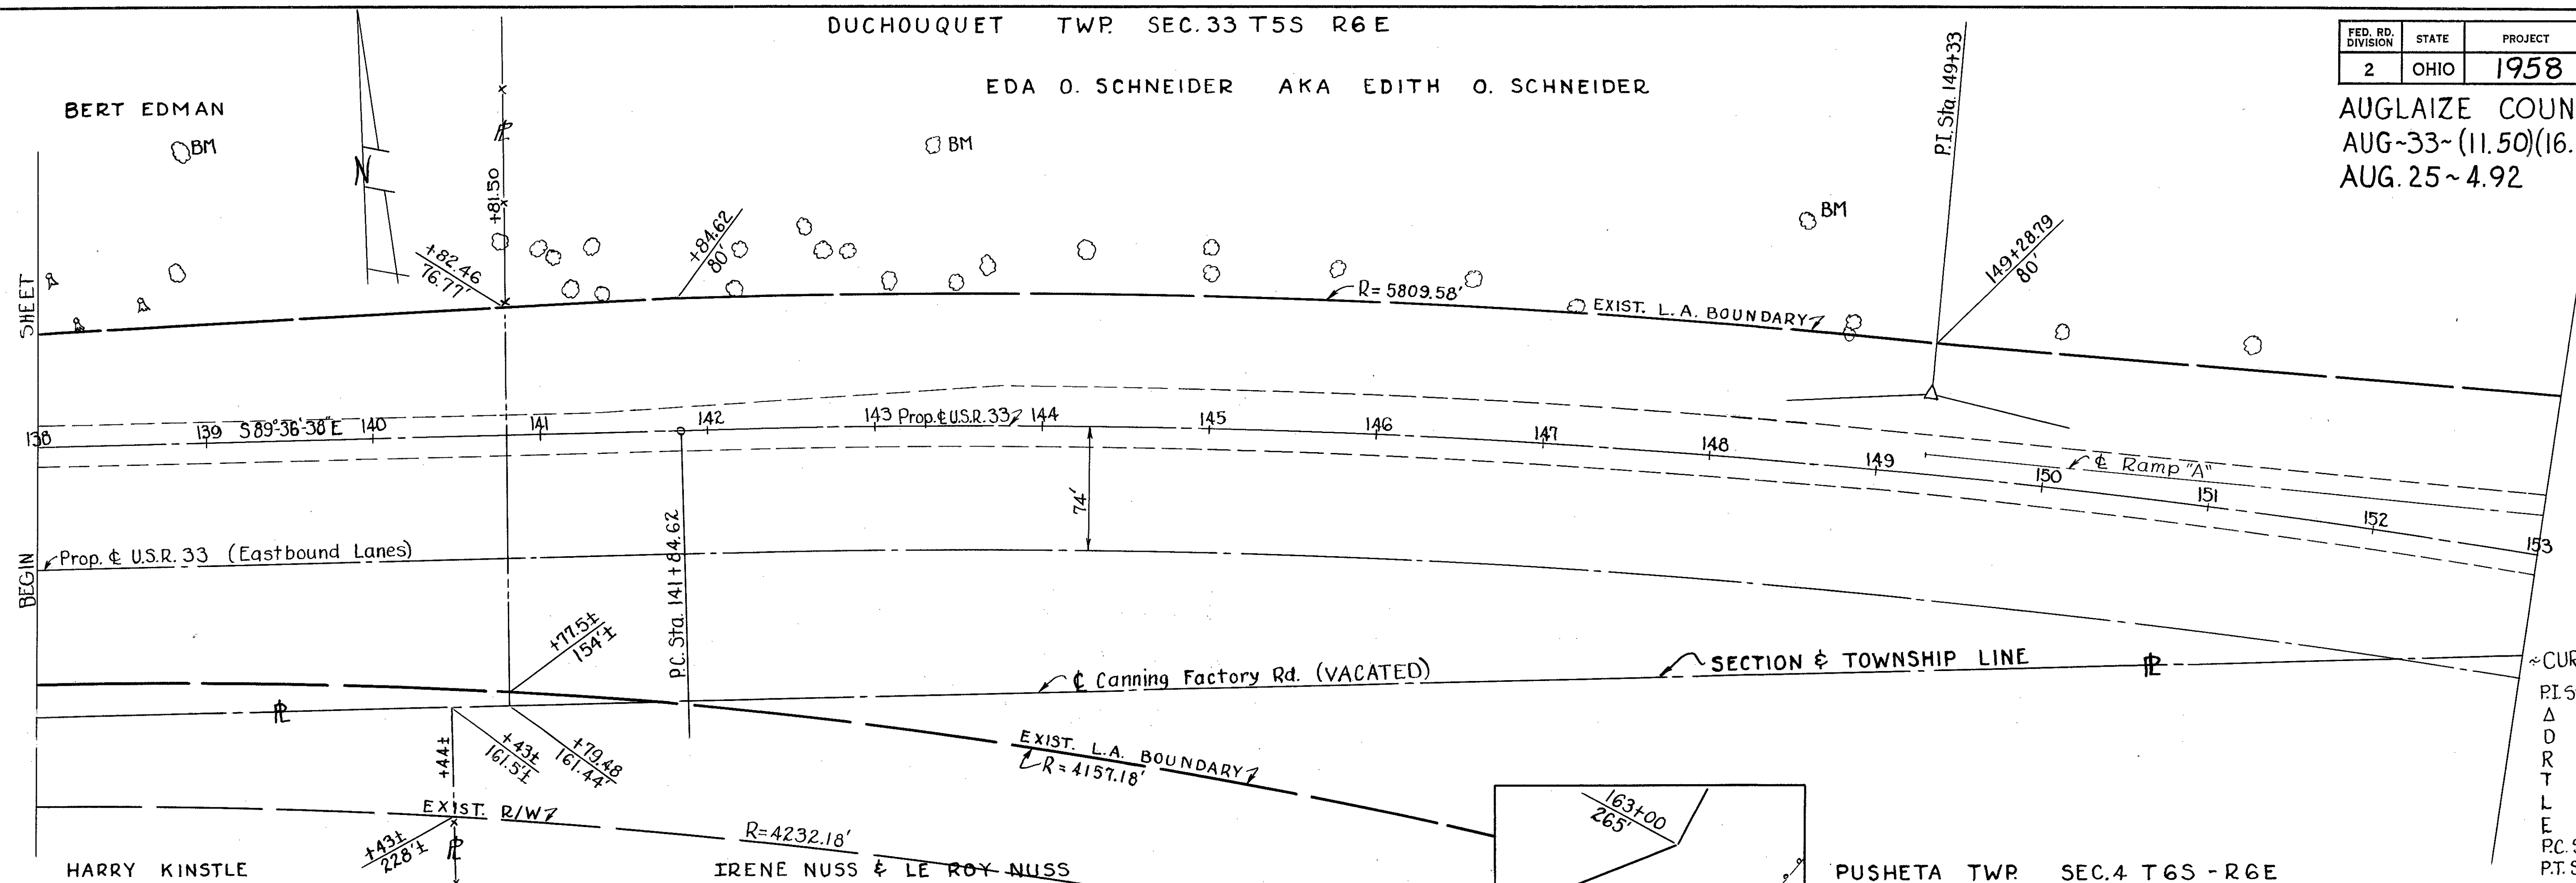 DUCHOUQUET TWP. SEC. 33 T5S R6E
FED. RD. DIVISION STATE PROJECT
2 OHIO 1958
EDA O. SCHNEIDER AKA EDITH O. SCHNEIDER
BERT EDMAN
AUGLAIZE COUN
AUG~33~(11.50)(16.
AUG. 25~4.92
BM
BM
BM
N
P.I. Sta. 149+33
℔
+81.50
+82.46
76.77'
+84.62
80'
149+28.79
80'
SHEET
R= 5809.58'
EXIST. L.A. BOUNDARY
138 139 S 89°-36'-38" E 140 141 142 143 Prop. ℄ U.S.R. 33 144 145 146 147 148 149 150 151 152 153
℄ Ramp "A"
74'
P.C. Sta. 141+84.62
BEGIN
Prop. ℄ U.S.R. 33 (Eastbound Lanes)
+77.5±
154'±
℄ Canning Factory Rd. (VACATED)
SECTION & TOWNSHIP LINE
℔
℔
~CUR
P.I. S
Δ
D
R
T
L
E
P.C. S
P.T. S
+44±
+43±
161.5'±
+79.48
161.44'
EXIST. L.A. BOUNDARY
R = 4157.18'
EXIST. R/W
R=4232.18'
163+00
265'
+43±
228'±
℔
HARRY KINSTLE
IRENE NUSS & LE ROY NUSS
PUSHETA TWP. SEC. 4 T6S - R6E